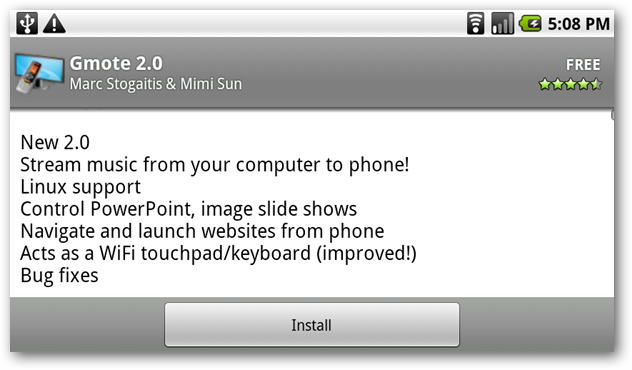 5:08 PM
Gmote 2.0
FREE
Marc Stogaitis & Mimi Sun
New 2.0
Stream music from your computer to phone!
Linux support
Control PowerPoint, image slide shows
Navigate and launch websites from phone
Acts as a WiFi touchpad/keyboard (improved!)
Bug fixes
Install